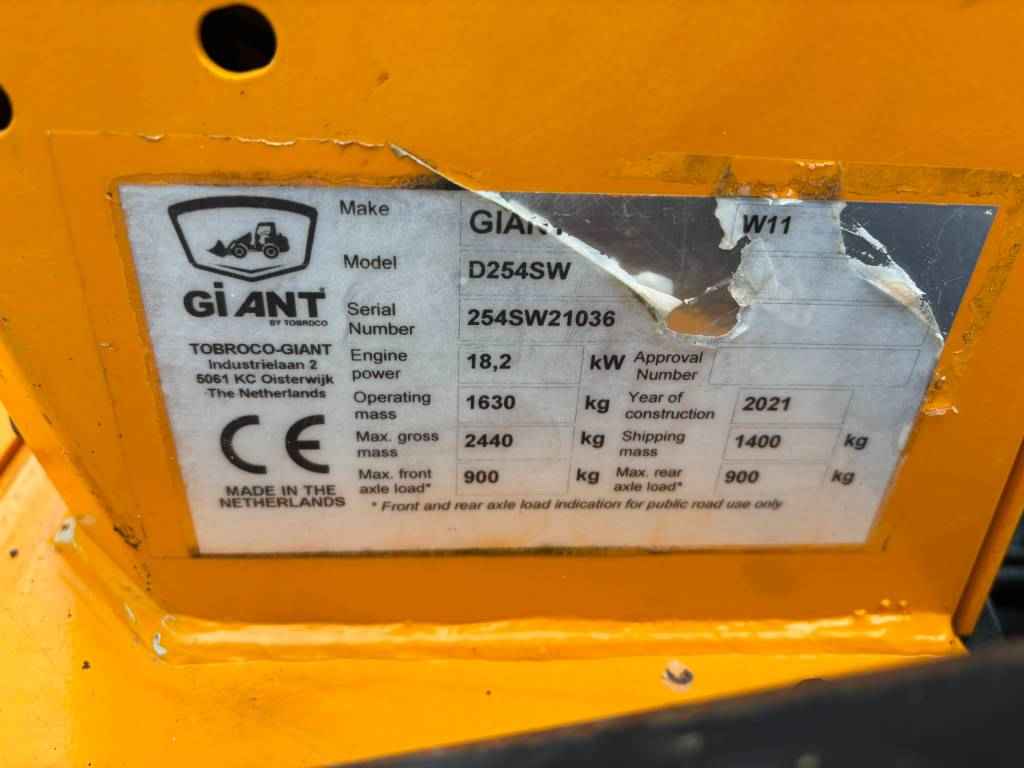 GiANT
BY TOBROCO
TOBROCO-GIANT
Industrielaan 2
5061 KC Oisterwijk
The Netherlands
CE
MADE IN THE
NETHERLANDS
Make GIANT W11
Model D254SW
Serial
Number 254SW21036
Engine
power 18,2 kW Approval
Number
Operating
mass 1630 kg Year of
construction 2021
Max. gross
mass 2440 kg Shipping
mass 1400 kg
Max. front
axle load* 900 kg Max. rear
axle load* 900 kg
* Front and rear axle load indication for public road use only